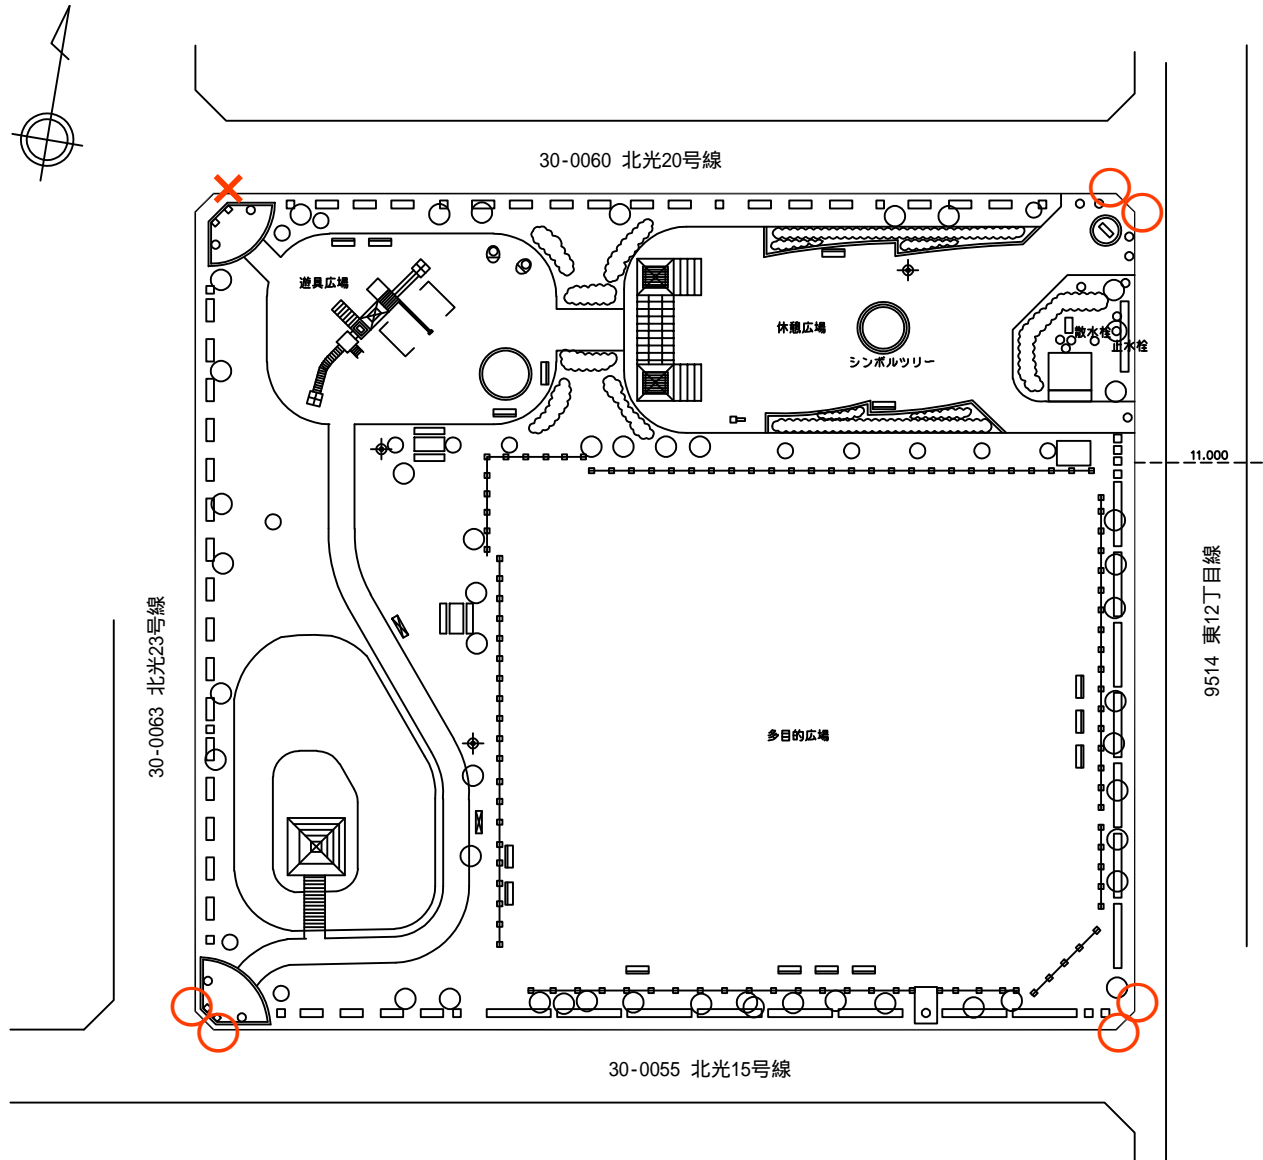 30-0060 北光20号線
遊具広場
休憩広場
散水栓
止水栓
シンボルツリー
11.000
9514 東12丁目線
30-0063 北光23号線
多目的広場
30-0055 北光15号線